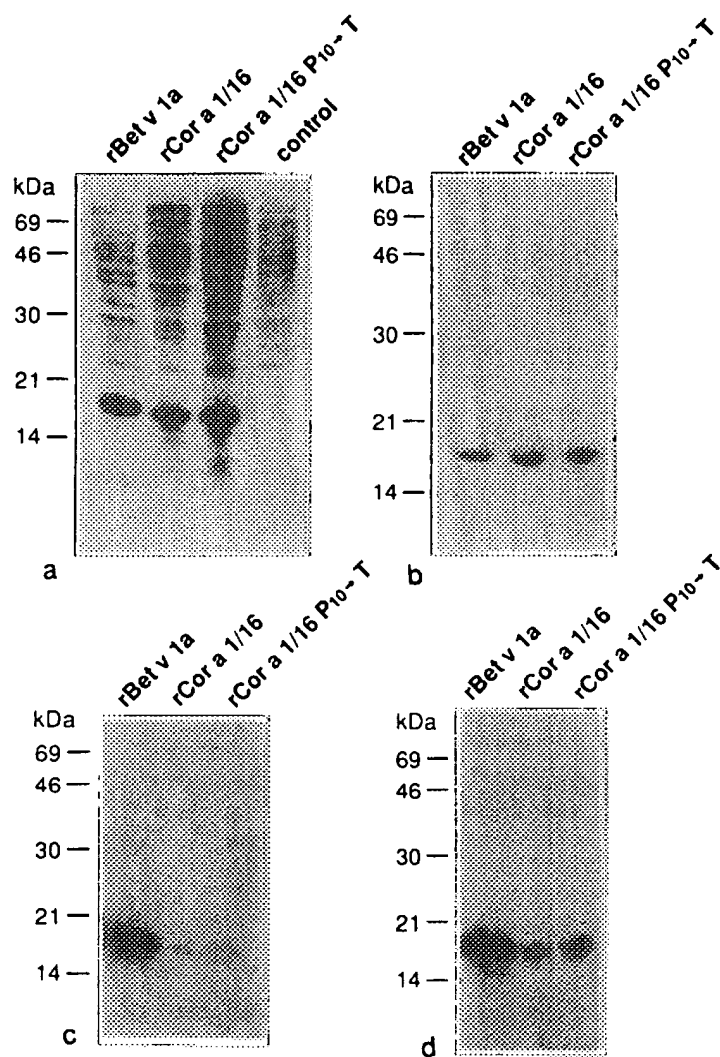 rBet v 1a
rCor a 1/16
rCor a 1/16 P10→ T
control
kDa
69
46
30
21
14
a
rBet v 1a
rCor a 1/16
rCor a 1/16 P10→ T
kDa
69
46
30
21
14
b
rBet v 1a
rCor a 1/16
rCor a 1/16 P10→ T
kDa
69
46
30
21
14
c
rBet v 1a
rCor a 1/16
rCor a 1/16 P10→ T
kDa
69
46
30
21
14
d